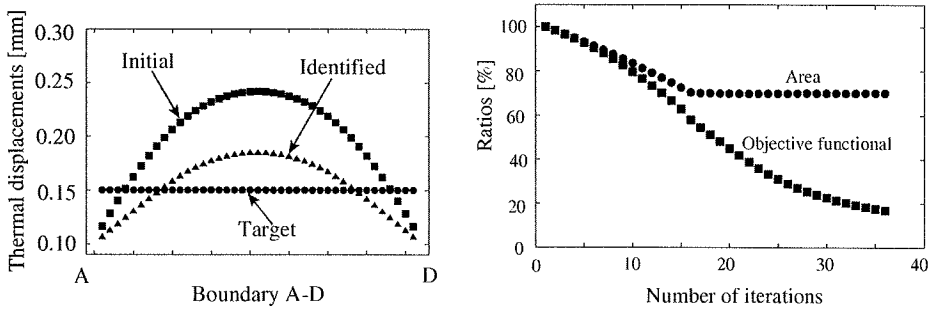 Thermal displacements [mm]
0.30
0.25
0.20
0.15
0.10
Initial
Identified
Target
A
D
Boundary A-D
Ratios [%]
100
80
60
40
20
0
Area
Objective functional
0
10
20
30
40
Number of iterations